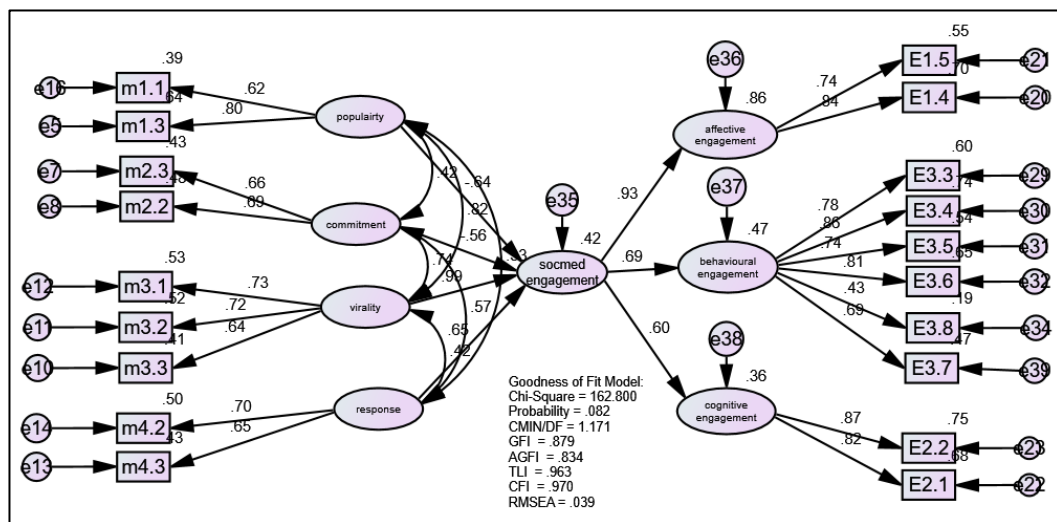 .39
e16
m1.1
.62
.64
e5
m1.3
.80
populairty
.43
e7
m2.3
.66
.48
e8
m2.2
.69
commitment
.53
e12
m3.1
.73
.52
e11
m3.2
.72
virality
.41
e10
m3.3
.64
.50
e14
m4.2
.70
response
.43
e13
m4.3
.65
.42
-.64
.82
-.56
.33
.74
.99
.57
.65
.42
e35
.42
socmed
engagement
.93
.69
.60
e36
.86
affective
engagement
.74
.84
.55
E1.5
e21
.70
E1.4
e20
e37
.47
behavioural
engagement
.78
.86
.74
.81
.43
.69
.60
E3.3
e29
.74
E3.4
e30
.54
E3.5
e31
.65
E3.6
e32
.19
E3.8
e34
.47
E3.7
e39
e38
.36
cognitive
engagement
.87
.82
.75
E2.2
e23
.68
E2.1
e22
Goodness of Fit Model:
Chi-Square = 162.800
Probability = .082
CMIN/DF = 1.171
GFI = .879
AGFI = .834
TLI = .963
CFI = .970
RMSEA = .039